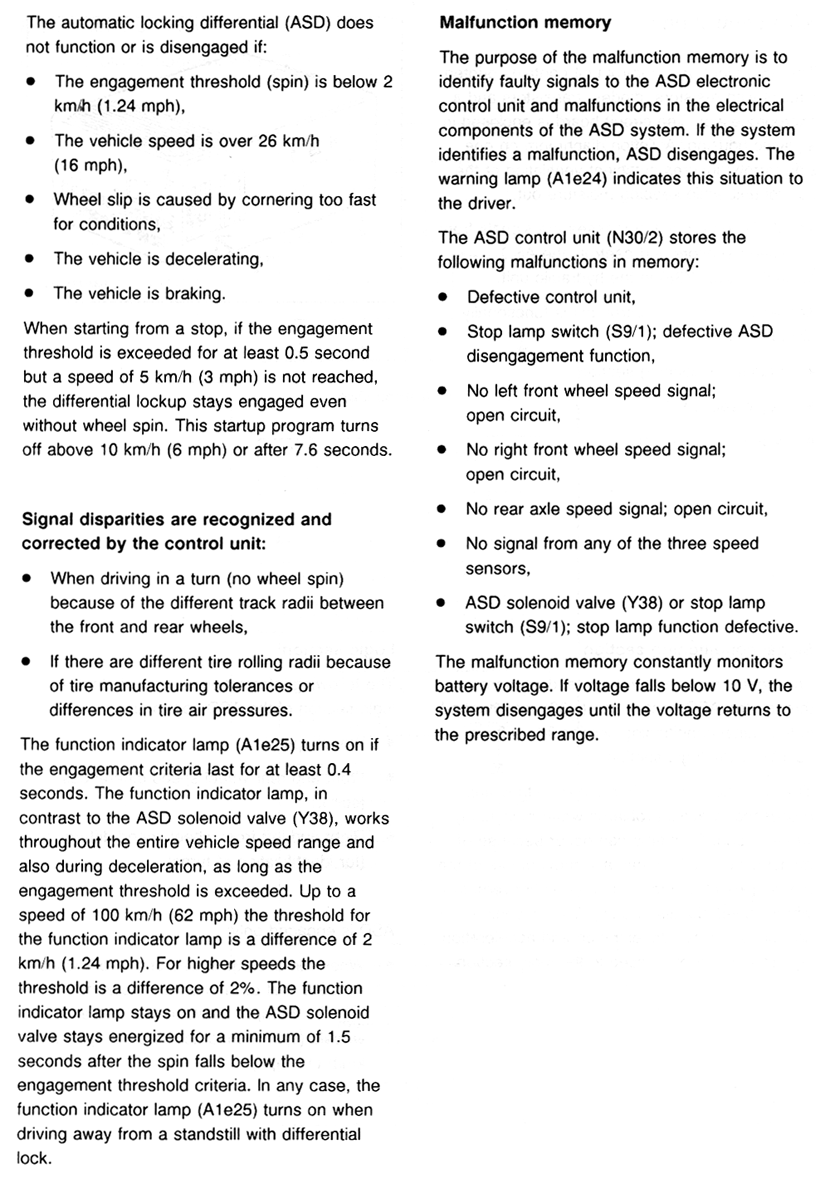 The automatic locking differential (ASD) does
not function or is disengaged if:
● The engagement threshold (spin) is below 2
km/h (1.24 mph),
● The vehicle speed is over 26 km/h
(16 mph),
● Wheel slip is caused by cornering too fast
for conditions,
● The vehicle is decelerating,
● The vehicle is braking.
When starting from a stop, if the engagement
threshold is exceeded for at least 0.5 second
but a speed of 5 km/h (3 mph) is not reached,
the differential lockup stays engaged even
without wheel spin. This startup program turns
off above 10 km/h (6 mph) or after 7.6 seconds.
Signal disparities are recognized and
corrected by the control unit:
● When driving in a turn (no wheel spin)
because of the different track radii between
the front and rear wheels,
● If there are different tire rolling radii because
of tire manufacturing tolerances or
differences in tire air pressures.
The function indicator lamp (A1e25) turns on if
the engagement criteria last for at least 0.4
seconds. The function indicator lamp, in
contrast to the ASD solenoid valve (Y38), works
throughout the entire vehicle speed range and
also during deceleration, as long as the
engagement threshold is exceeded. Up to a
speed of 100 km/h (62 mph) the threshold for
the function indicator lamp is a difference of 2
km/h (1.24 mph). For higher speeds the
threshold is a difference of 2%. The function
indicator lamp stays on and the ASD solenoid
valve stays energized for a minimum of 1.5
seconds after the spin falls below the
engagement threshold criteria. In any case, the
function indicator lamp (A1e25) turns on when
driving away from a standstill with differential
lock.
Malfunction memory
The purpose of the malfunction memory is to
identify faulty signals to the ASD electronic
control unit and malfunctions in the electrical
components of the ASD system. If the system
identifies a malfunction, ASD disengages. The
warning lamp (A1e24) indicates this situation to
the driver.
The ASD control unit (N30/2) stores the
following malfunctions in memory:
● Defective control unit,
● Stop lamp switch (S9/1); defective ASD
disengagement function,
● No left front wheel speed signal;
open circuit,
● No right front wheel speed signal;
open circuit,
● No rear axle speed signal; open circuit,
● No signal from any of the three speed
sensors,
● ASD solenoid valve (Y38) or stop lamp
switch (S9/1); stop lamp function defective.
The malfunction memory constantly monitors
battery voltage. If voltage falls below 10 V, the
system disengages until the voltage returns to
the prescribed range.